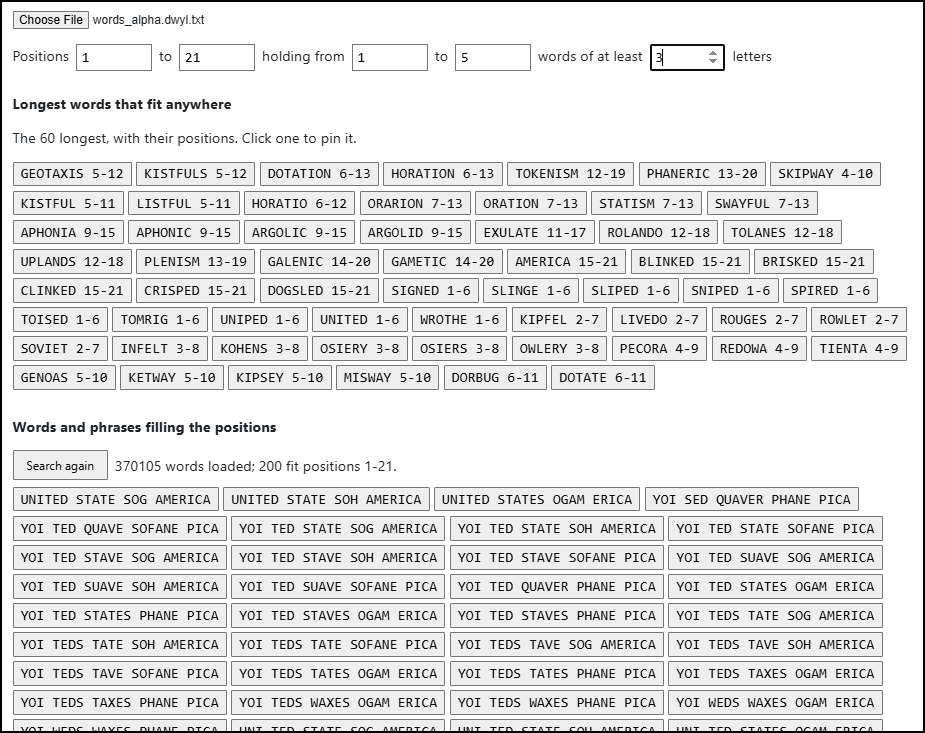 Choose File words_alpha.dwyl.txt
Positions 1 to 21 holding from 1 to 5 words of at least 3 letters
Longest words that fit anywhere
The 60 longest, with their positions. Click one to pin it.
GEOTAXIS 5-12 KISTFULS 5-12 DOTATION 6-13 HORATION 6-13 TOKENISM 12-19 PHANERIC 13-20 SKIPWAY 4-10
KISTFUL 5-11 LISTFUL 5-11 HORATIO 6-12 ORARION 7-13 ORATION 7-13 STATISM 7-13 SWAYFUL 7-13
APHONIA 9-15 APHONIC 9-15 ARGOLIC 9-15 ARGOLID 9-15 EXULATE 11-17 ROLANDO 12-18 TOLANES 12-18
UPLANDS 12-18 PLENISM 13-19 GALENIC 14-20 GAMETIC 14-20 AMERICA 15-21 BLINKED 15-21 BRISKED 15-21
CLINKED 15-21 CRISPED 15-21 DOGSLED 15-21 SIGNED 1-6 SLINGE 1-6 SLIPED 1-6 SNIPED 1-6 SPIRED 1-6
TOISED 1-6 TOMRIG 1-6 UNIPED 1-6 UNITED 1-6 WROTHE 1-6 KIPFEL 2-7 LIVEDO 2-7 ROUGES 2-7 ROWLET 2-7
SOVIET 2-7 INFELT 3-8 KOHENS 3-8 OSIERY 3-8 OSIERS 3-8 OWLERY 3-8 PECORA 4-9 REDOWA 4-9 TIENTA 4-9
GENOAS 5-10 KETWAY 5-10 KIPSEY 5-10 MISWAY 5-10 DORBUG 6-11 DOTATE 6-11
Words and phrases filling the positions
Search again 370105 words loaded; 200 fit positions 1-21.
UNITED STATE SOG AMERICA UNITED STATE SOH AMERICA UNITED STATES OGAM ERICA YOI SED QUAVER PHANE PICA
YOI TED QUAVE SOFANE PICA YOI TED STATE SOG AMERICA YOI TED STATE SOH AMERICA YOI TED STATE SOFANE PICA
YOI TED STAVE SOG AMERICA YOI TED STAVE SOH AMERICA YOI TED STAVE SOFANE PICA YOI TED SUAVE SOG AMERICA
YOI TED SUAVE SOH AMERICA YOI TED SUAVE SOFANE PICA YOI TED QUAVER PHANE PICA YOI TED STATES OGAM ERICA
YOI TED STATES PHANE PICA YOI TED STAVES OGAM ERICA YOI TED STAVES PHANE PICA YOI TEDS TATE SOG AMERICA
YOI TEDS TATE SOH AMERICA YOI TEDS TATE SOFANE PICA YOI TEDS TAVE SOG AMERICA YOI TEDS TAVE SOH AMERICA
YOI TEDS TAVE SOFANE PICA YOI TEDS TATES OGAM ERICA YOI TEDS TATES PHANE PICA YOI TEDS TAXES OGAM ERICA
YOI TEDS TAXES PHANE PICA YOI TEDS WAXES OGAM ERICA YOI TEDS WAXES PHANE PICA YOI WEDS WAXES OGAM ERICA
YOI WEDS WAXES PHANE PICA UNI TED STATE SOG AMERICA UNI TED STATE SOH AMERICA UNI TED STATES OGAM ERICA